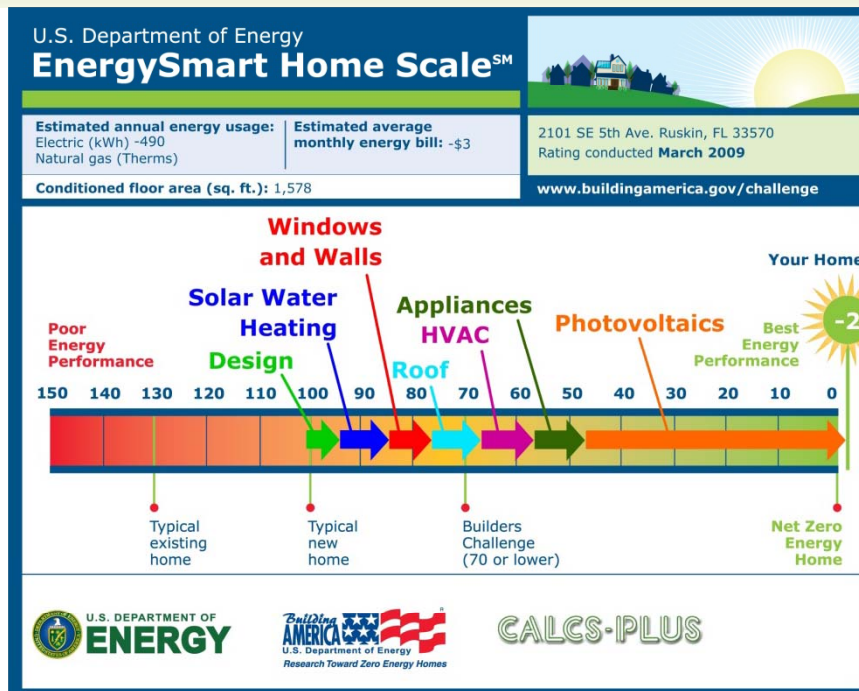 U.S. Department of Energy
EnergySmart Home Scale℠
Estimated annual energy usage:
Electric (kWh) -490
Natural gas (Therms)
Estimated average
monthly energy bill: -$3
Conditioned floor area (sq. ft.): 1,578
2101 SE 5th Ave. Ruskin, FL 33570
Rating conducted March 2009
www.buildingamerica.gov/challenge
Windows
and Walls
Your Home
Solar Water
Heating
Appliances
HVAC
Photovoltaics
-2
Poor
Energy
Performance
Design
Roof
Best
Energy
Performance
150 140 130 120 110 100 90 80 70 60 50 40 30 20 10 0
Typical
existing
home
Typical
new
home
Builders
Challenge
(70 or lower)
Net Zero
Energy
Home
U.S. DEPARTMENT OF
ENERGY
Building
AMERICA
U.S. Department of Energy
Research Toward Zero Energy Homes
CALCS-PLUS